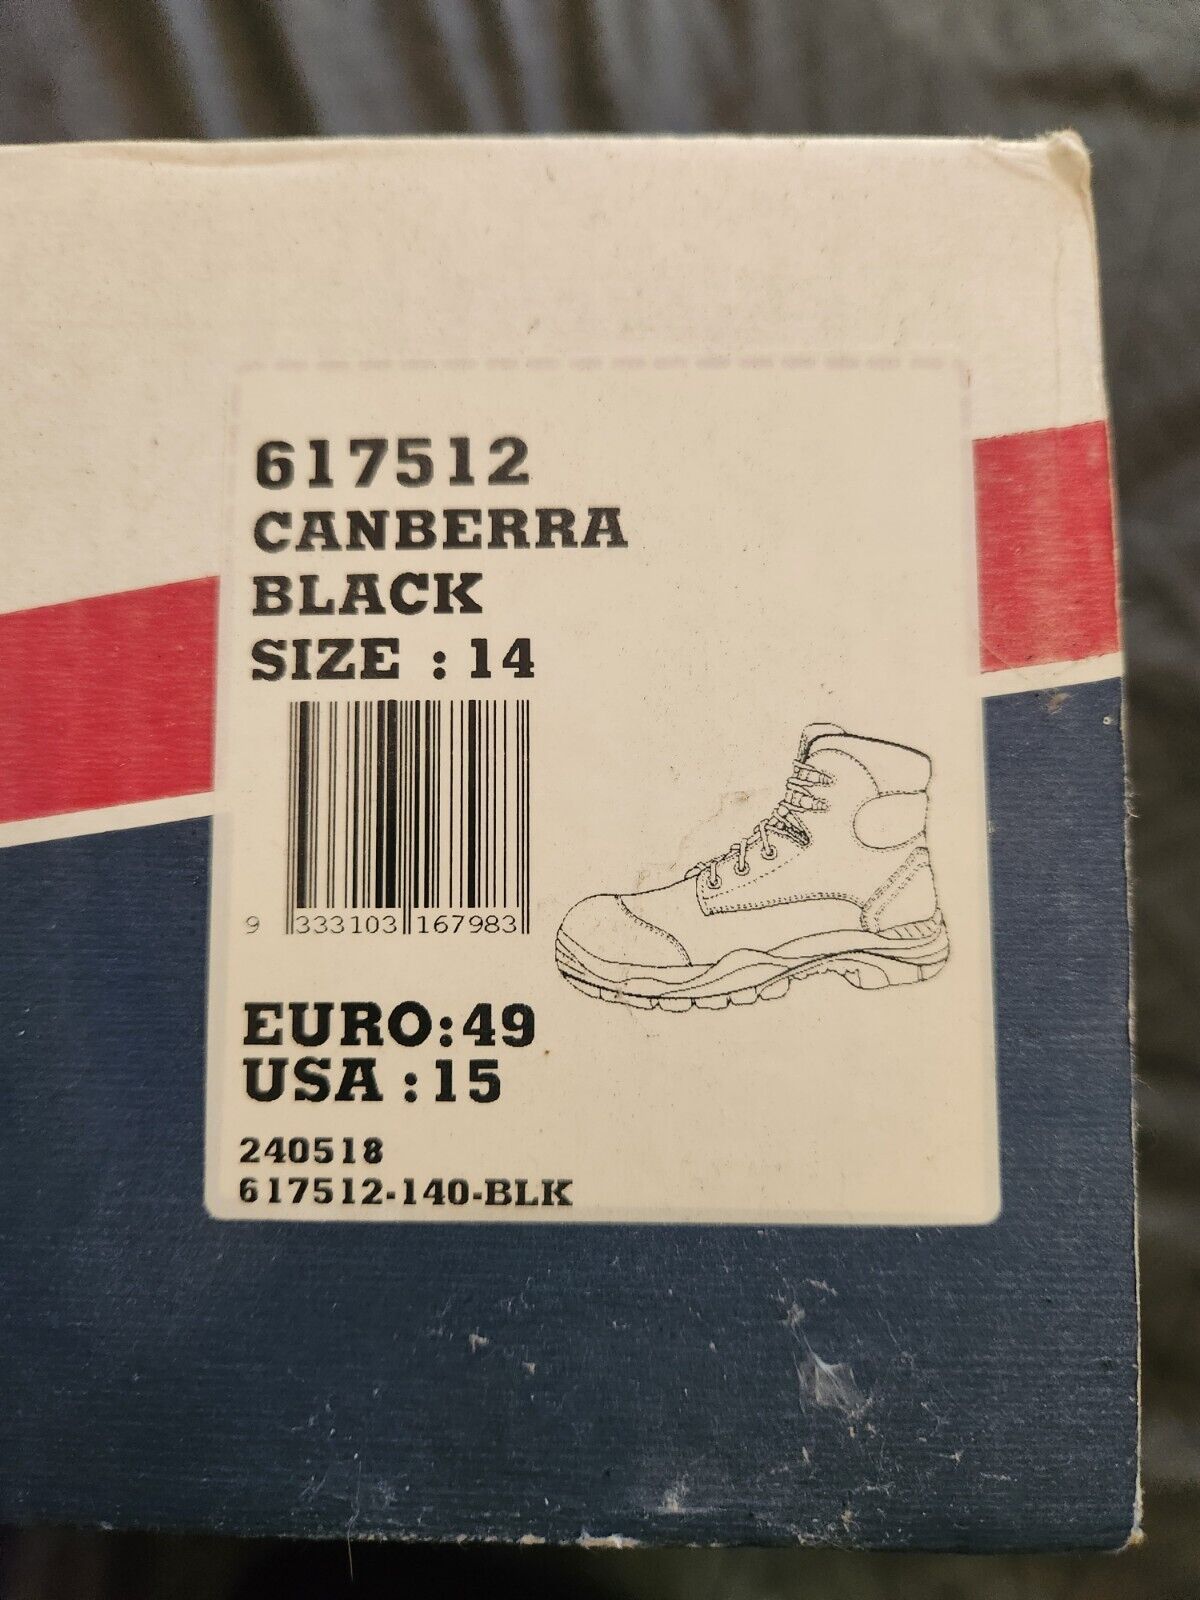 617512
CANBERRA
BLACK
SIZE : 14
9 333103 167983
EURO:49
USA :15
240518
617512-140-BLK